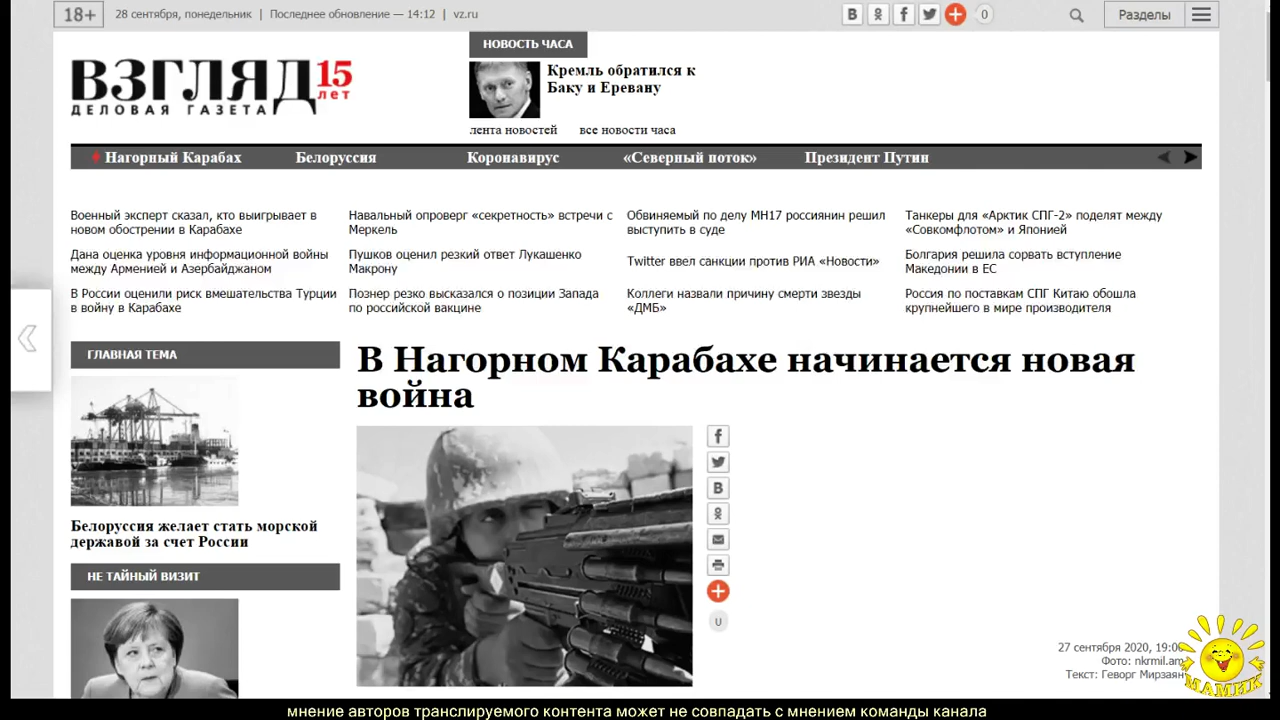 18+
28 сентября, понедельник | Последнее обновление — 14:12 | vz.ru
0
Разделы
НОВОСТЬ ЧАСА
ВЗГЛЯД 15 лет
ДЕЛОВАЯ ГАЗЕТА
Кремль обратился к
Баку и Еревану
лента новостей
все новости часа
Нагорный Карабах
Белоруссия
Коронавирус
«Северный поток»
Президент Путин
Военный эксперт сказал, кто выигрывает в
новом обострении в Карабахе
Дана оценка уровня информационной войны
между Арменией и Азербайджаном
В России оценили риск вмешательства Турции
в войну в Карабахе
Навальный опроверг «секретность» встречи с
Меркель
Пушков оценил резкий ответ Лукашенко
Макрону
Познер резко высказался о позиции Запада
по российской вакцине
Обвиняемый по делу MH17 россиянин решил
выступить в суде
Twitter ввел санкции против РИА «Новости»
Коллеги назвали причину смерти звезды
«ДМБ»
Танкеры для «Арктик СПГ-2» поделят между
«Совкомфлотом» и Японией
Болгария решила сорвать вступление
Македонии в ЕС
Россия по поставкам СПГ Китаю обошла
крупнейшего в мире производителя
ГЛАВНАЯ ТЕМА
Белоруссия желает стать морской
державой за счет России
НЕ ТАЙНЫЙ ВИЗИТ
В Нагорном Карабахе начинается новая
война
U
27 сентября 2020, 19:0
Фото: nkrmil.am
Текст: Геворг Мирзаян
МАМИК
мнение авторов транслируемого контента может не совпадать с мнением команды канала